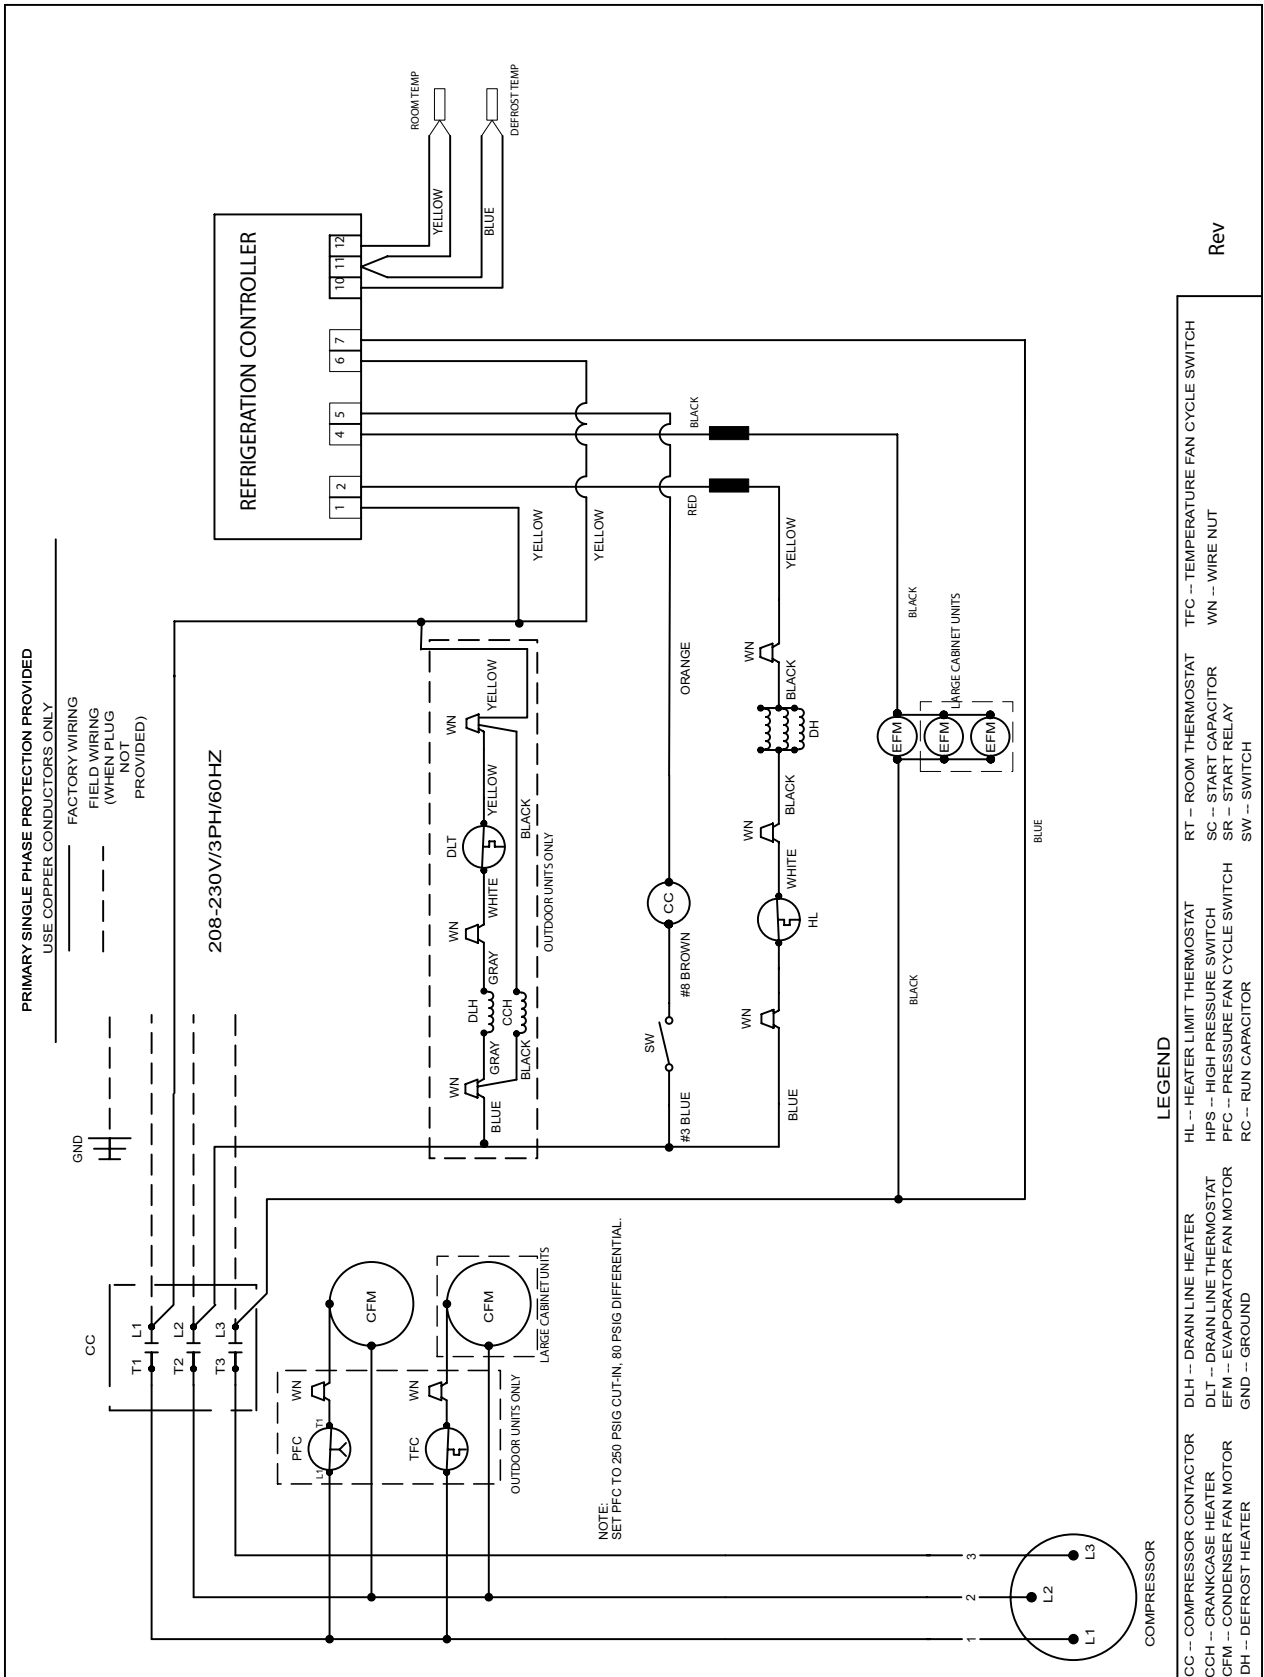 PRIMARY SINGLE PHASE PROTECTION PROVIDED
USE COPPER CONDUCTORS ONLY
FACTORY WIRING
FIELD WIRING
(WHEN PLUG
NOT
PROVIDED)
208-230V/3PH/60HZ
GND
CC
T1
L1
T2
L2
T3
L3
REFRIGERATION CONTROLLER
1
2
4
5
6
7
10
11
12
ROOM TEMP
YELLOW
BLUE
DEFROST TEMP
YELLOW
YELLOW
RED
BLACK
WN
BLUE
GRAY
DLH
CCH
BLACK
GRAY
WN
WHITE
DLT
YELLOW
BLACK
WN
YELLOW
OUTDOOR UNITS ONLY
#3 BLUE
SW
#8 BROWN
CC
ORANGE
BLUE
WN
HL
WHITE
WN
BLACK
DH
BLACK
WN
YELLOW
BLACK
EFM
EFM
EFM
BLACK
LARGE CABINET UNITS
BLUE
PFC
L1
T1
WN
CFM
TFC
WN
CFM
LARGE CABINET UNITS
OUTDOOR UNITS ONLY
NOTE:
SET PFC TO 250 PSIG CUT-IN, 80 PSIG DIFFERENTIAL.
1
2
3
L1
L2
L3
COMPRESSOR
LEGEND
CC -- COMPRESSOR CONTACTOR
CCH -- CRANKCASE HEATER
CFM -- CONDENSER FAN MOTOR
DH -- DEFROST HEATER
DLH -- DRAIN LINE HEATER
DLT -- DRAIN LINE THERMOSTAT
EFM -- EVAPORATOR FAN MOTOR
GND -- GROUND
HL -- HEATER LIMIT THERMOSTAT
HPS -- HIGH PRESSURE SWITCH
PFC -- PRESSURE FAN CYCLE SWITCH
RC -- RUN CAPACITOR
RT -- ROOM THERMOSTAT
SC -- START CAPACITOR
SR -- START RELAY
SW -- SWITCH
TFC -- TEMPERATURE FAN CYCLE SWITCH
WN -- WIRE NUT
Rev